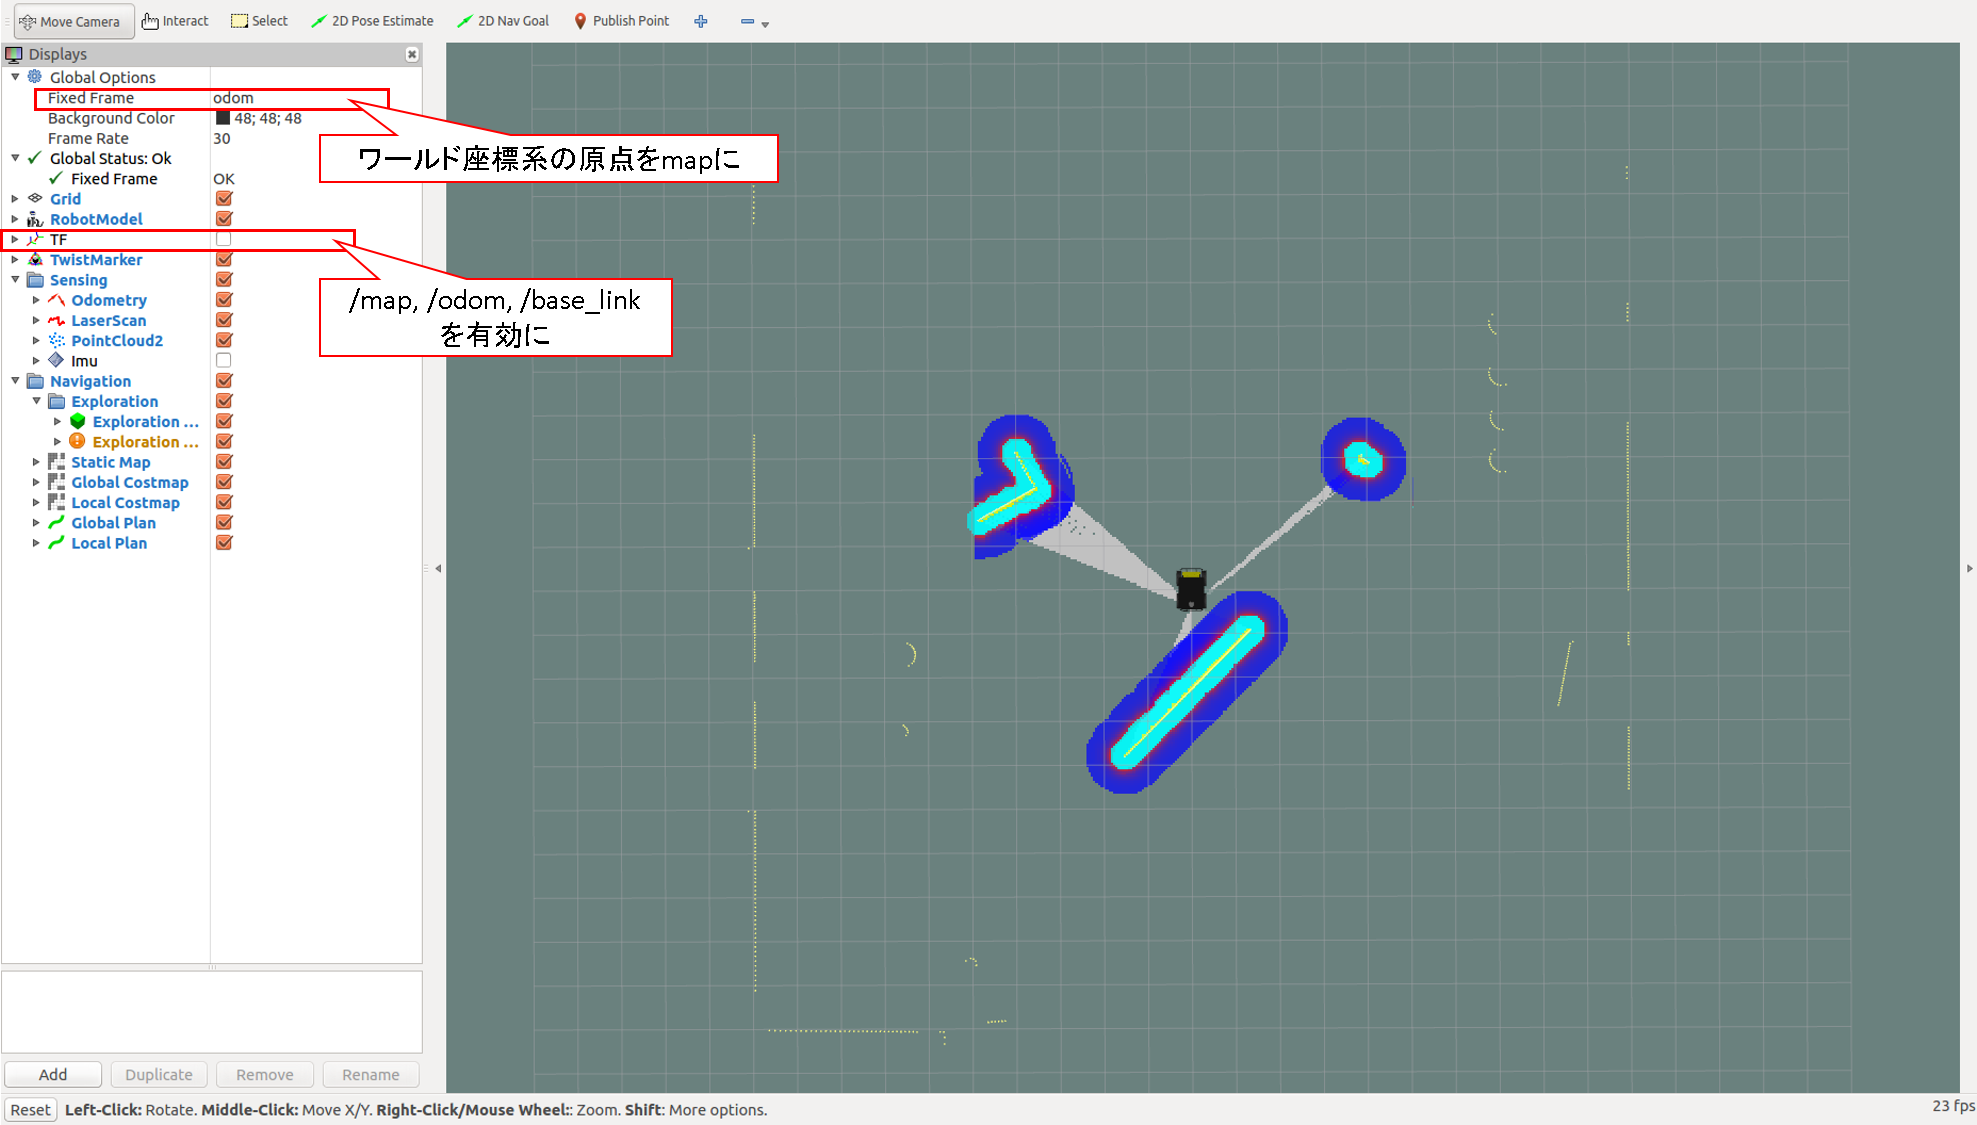 Move Camera Interact Select 2D Pose Estimate 2D Nav Goal Publish Point
Displays
Global Options
Fixed Frame odom
Background Color 48; 48; 48
Frame Rate 30
Global Status: Ok
Fixed Frame OK
Grid
RobotModel
TF
TwistMarker
Sensing
Odometry
LaserScan
PointCloud2
Imu
Navigation
Exploration
Exploration ...
Exploration ...
Static Map
Global Costmap
Local Costmap
Global Plan
Local Plan
ワールド座標系の原点をmapに
/map, /odom, /base_link
を有効に
Add Duplicate Remove Rename
Reset Left-Click: Rotate. Middle-Click: Move X/Y. Right-Click/Mouse Wheel:: Zoom. Shift: More options. 23 fps